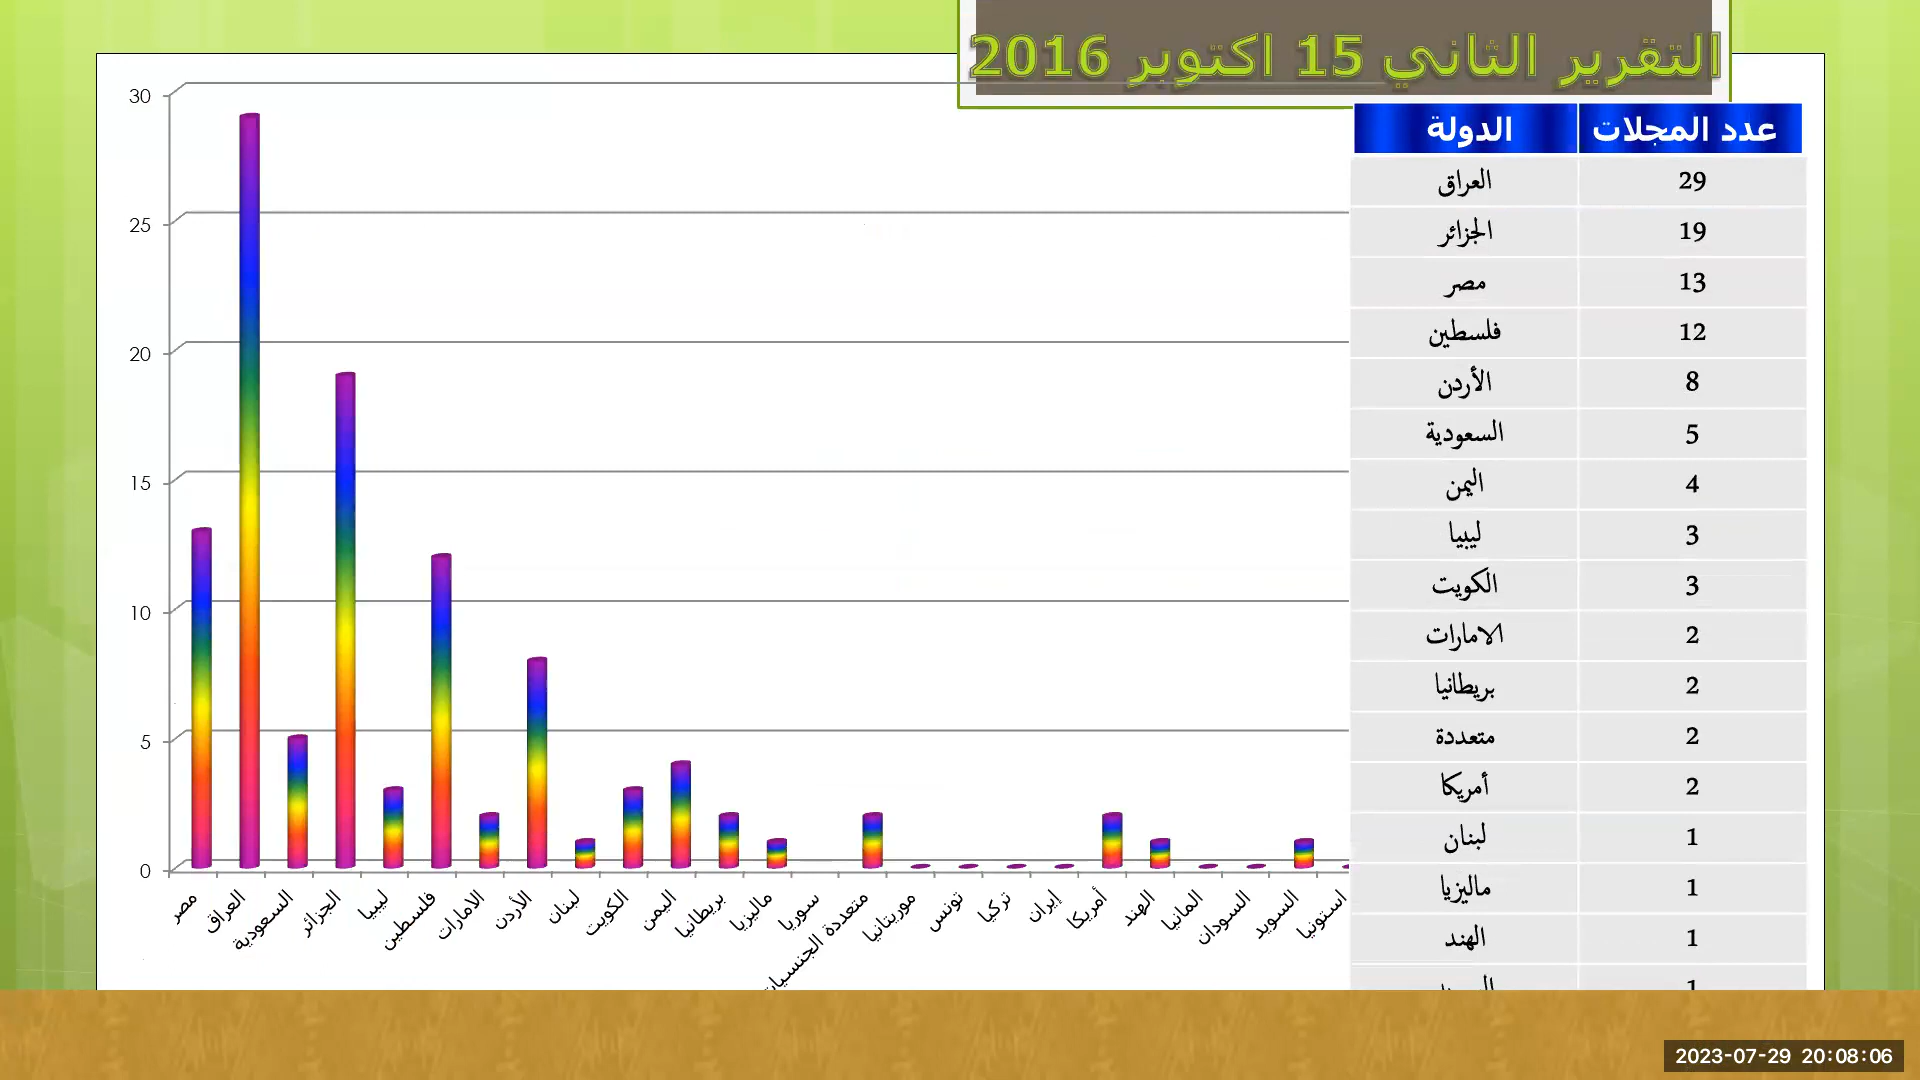 التقرير الثاني 15 اكتوبر 2016
30
25
20
15
10
5
0
مصر
العراق
السعودية
الجزائر
ليبيا
فلسطين
الامارات
الأردن
لبنان
الكويت
اليمن
بريطانيا
ماليزيا
سوريا
متعددة الجنسيات
موريتانيا
تونس
تركيا
إيران
أمريكا
الهند
المانيا
السودان
السويد
استونيا
عدد المجلات الدولة
29 العراق
19 الجزائر
13 مصر
12 فلسطين
8 الأردن
5 السعودية
4 اليمن
3 ليبيا
3 الكويت
2 الامارات
2 بريطانيا
2 متعددة
2 أمريكا
1 لبنان
1 ماليزيا
1 الهند
1
2023-07-29 20:08:06